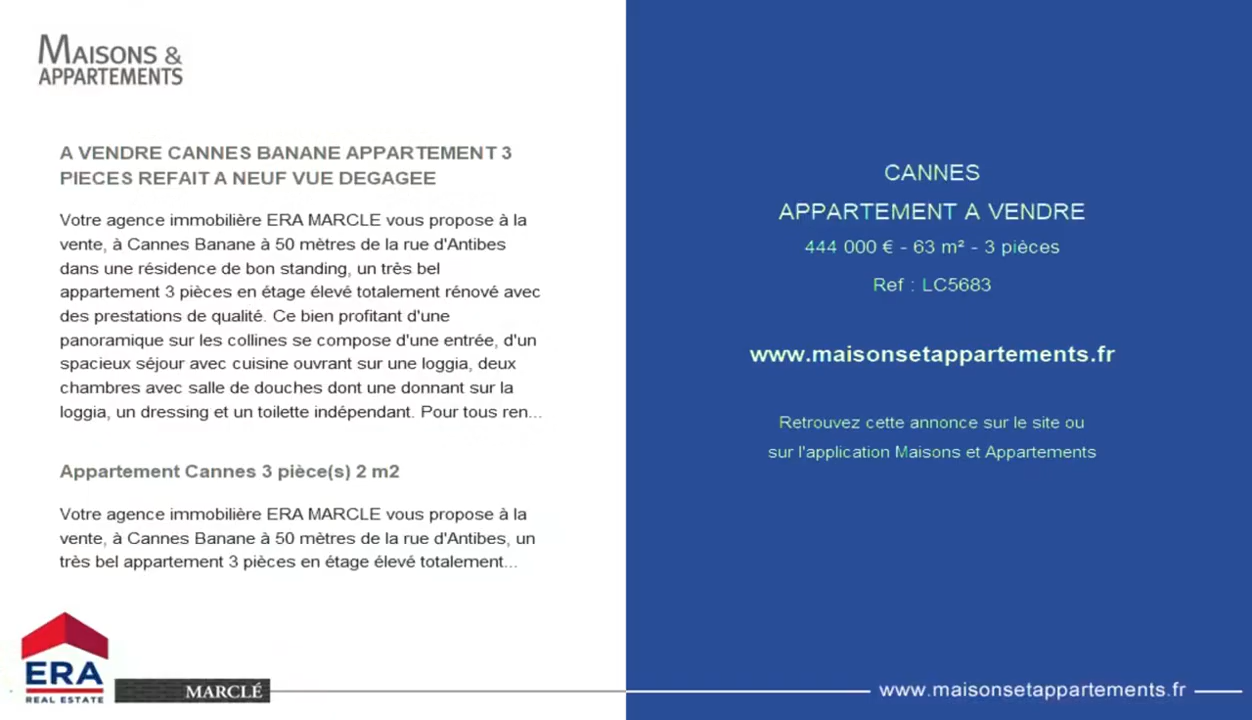 MAISONS &
APPARTEMENTS
A VENDRE CANNES BANANE APPARTEMENT 3
PIECES REFAIT A NEUF VUE DEGAGEE
Votre agence immobilière ERA MARCLE vous propose à la
vente, à Cannes Banane à 50 mètres de la rue d'Antibes
dans une résidence de bon standing, un très bel
appartement 3 pièces en étage élevé totalement rénové avec
des prestations de qualité. Ce bien profitant d'une
panoramique sur les collines se compose d'une entrée, d'un
spacieux séjour avec cuisine ouvrant sur une loggia, deux
chambres avec salle de douches dont une donnant sur la
loggia, un dressing et un toilette indépendant. Pour tous ren...
Appartement Cannes 3 pièce(s) 2 m2
Votre agence immobilière ERA MARCLE vous propose à la
vente, à Cannes Banane à 50 mètres de la rue d'Antibes, un
très bel appartement 3 pièces en étage élevé totalement...
ERA
REAL ESTATE
MARCLÉ
CANNES
APPARTEMENT A VENDRE
444 000 € - 63 m² - 3 pièces
Ref : LC5683
www.maisonsetappartements.fr
Retrouvez cette annonce sur le site ou
sur l'application Maisons et Appartements
www.maisonsetappartements.fr